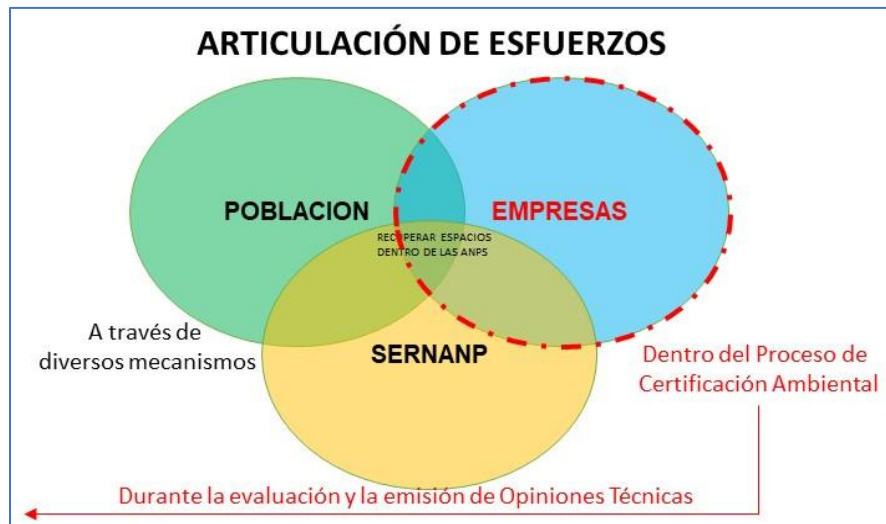 ARTICULACIÓN DE ESFUERZOS
POBLACION
EMPRESAS
RECUPERAR ESPACIOS
DENTRO DE LAS ANPS
A través de
diversos mecanismos
SERNANP
Dentro del Proceso de
Certificación Ambiental
Durante la evaluación y la emisión de Opiniones Técnicas